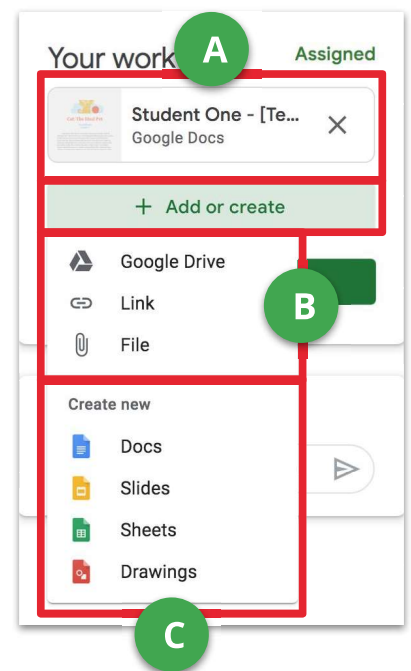 Your work
A
Assigned
Student One - [Te...
Google Docs
+ Add or create
Google Drive
Link
File
B
Create new
Docs
Slides
Sheets
Drawings
C